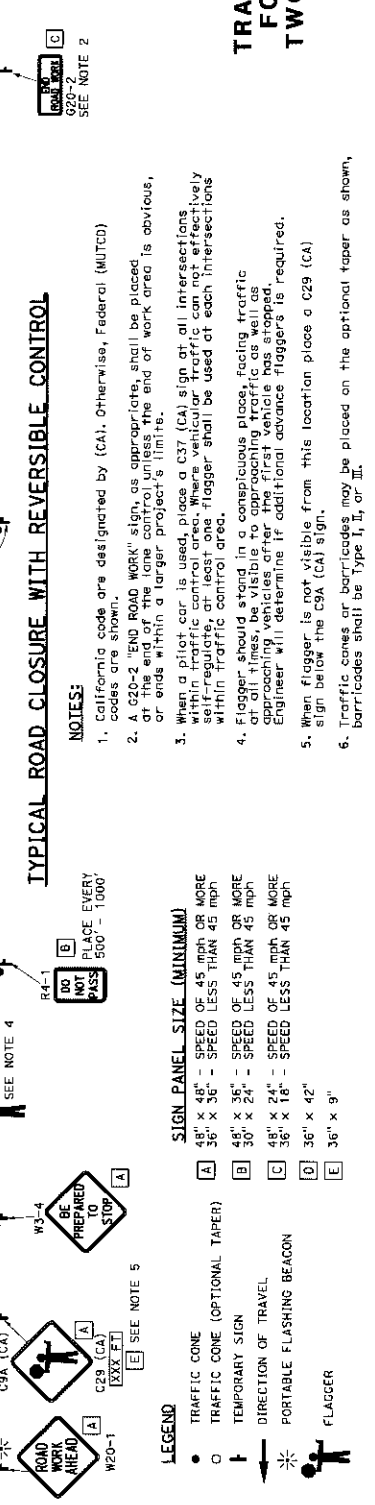 C9A (CA)
ROAD
WORK
AHEAD
A
W20-1
A
C29 (CA)
XXX FT
E SEE NOTE 5
W3-4
BE
PREPARED
TO
STOP
A
SEE NOTE 4
R4-1
DO
NOT
PASS
B
PLACE EVERY
500' - 1000'
END
ROAD WORK
C
G20-2
SEE NOTE 2
TYPICAL ROAD CLOSURE WITH REVERSIBLE CONTROL
LEGEND
TRAFFIC CONE
TRAFFIC CONE (OPTIONAL TAPER)
TEMPORARY SIGN
DIRECTION OF TRAVEL
PORTABLE FLASHING BEACON
FLAGGER
SIGN PANEL SIZE (MINIMUM)
A 48" x 48" - SPEED OF 45 mph OR MORE
36" x 36" - SPEED LESS THAN 45 mph
B 48" x 36" - SPEED OF 45 mph OR MORE
30" x 24" - SPEED LESS THAN 45 mph
C 48" x 24" - SPEED OF 45 mph OR MORE
36" x 18" - SPEED LESS THAN 45 mph
D 36" x 42"
E 36" x 9"
NOTES:
1. California code are designated by (CA). Otherwise, Federal (MUTCD)
codes are shown.
2. A G20-2 "END ROAD WORK" sign, as appropriate, shall be placed
at the end of the lane control unless the end of work area is obvious,
or ends within a larger project's limits.
3. When a pilot car is used, place a C37 (CA) sign at all intersections
within traffic control area. Where vehicular traffic can not effectively
self-regulate, at least one flagger shall be used at each intersections
within traffic control area.
4. Flagger should stand in a conspicuous place, facing traffic
at all times, be visible to approaching traffic as well as
approaching vehicles after the first vehicle has stopped.
Engineer will determine if additional advance flaggers is required.
5. When flagger is not visible from this location place a C29 (CA)
sign below the C9A (CA) sign.
6. Traffic cones or barricades may be placed on the optional taper as shown,
barricades shall be Type I, II, or III.
TRA
FO
TWO